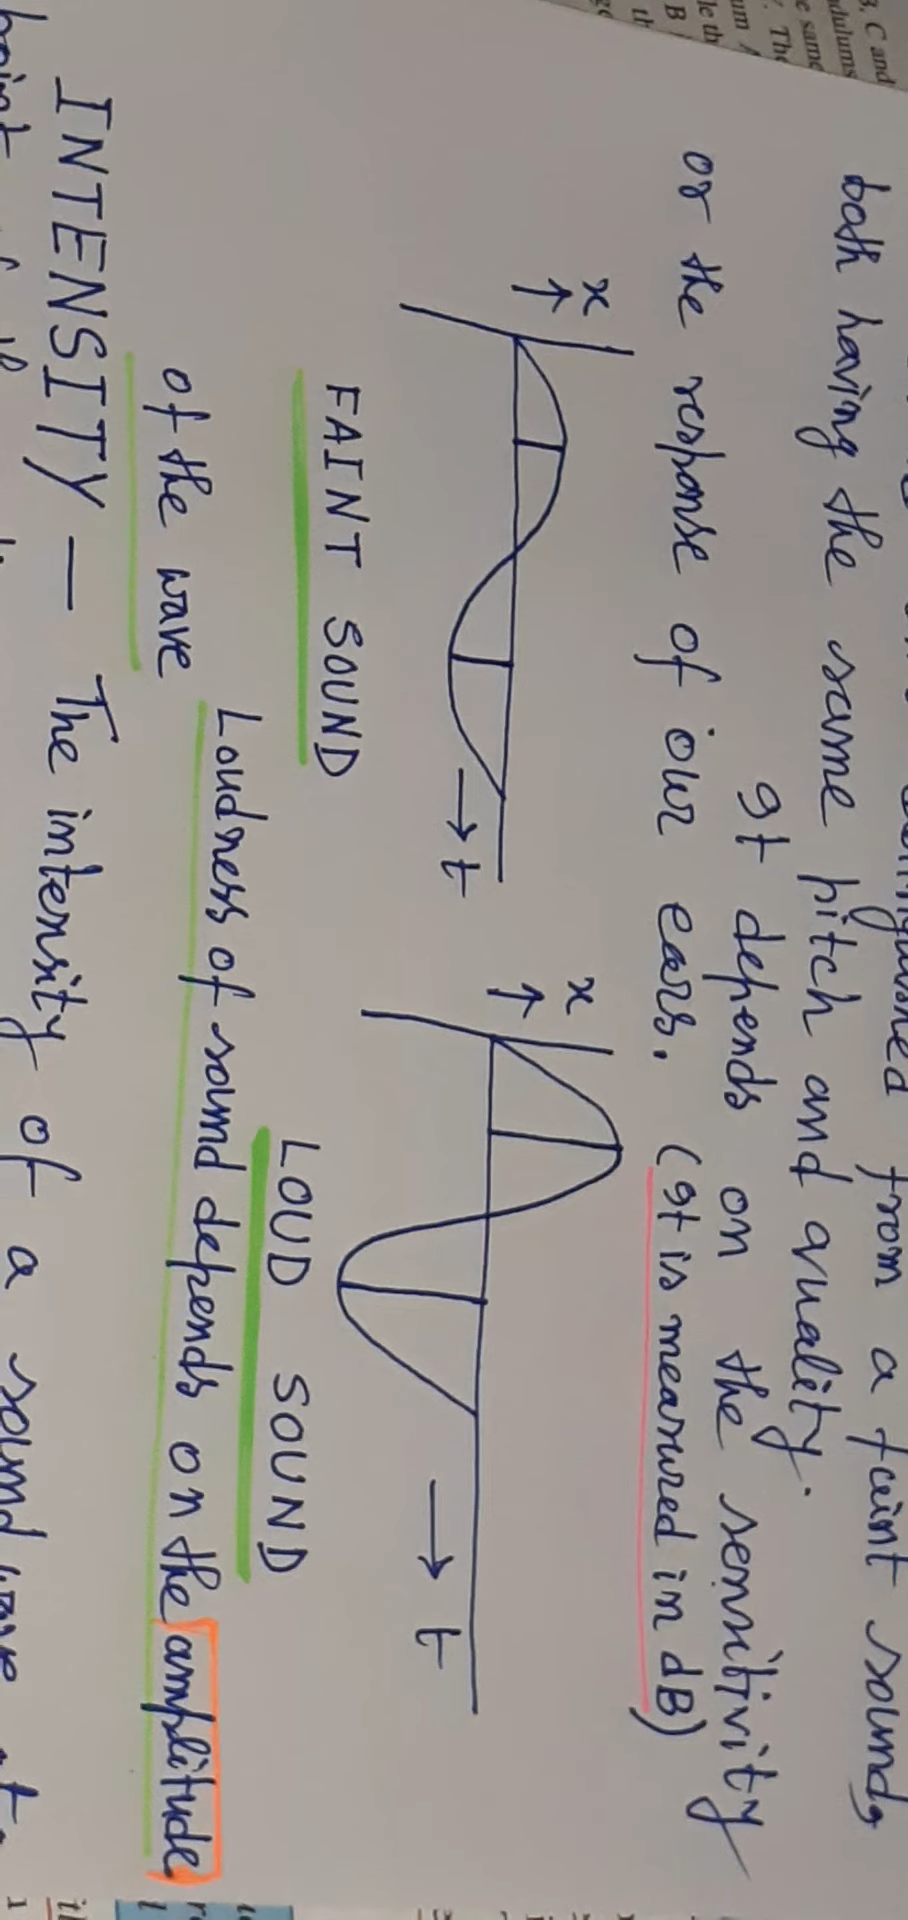 distinguished from a faint sound,
both having the same pitch and quality.
It depends on the sensitivity
or the response of our ears. (It is measured in dB)
x
↑
→ t
x
↑
→ t
FAINT SOUND
LOUD SOUND
Loudness of sound depends on the amplitude
of the wave
INTENSITY — The intensity of a sound wave at
point